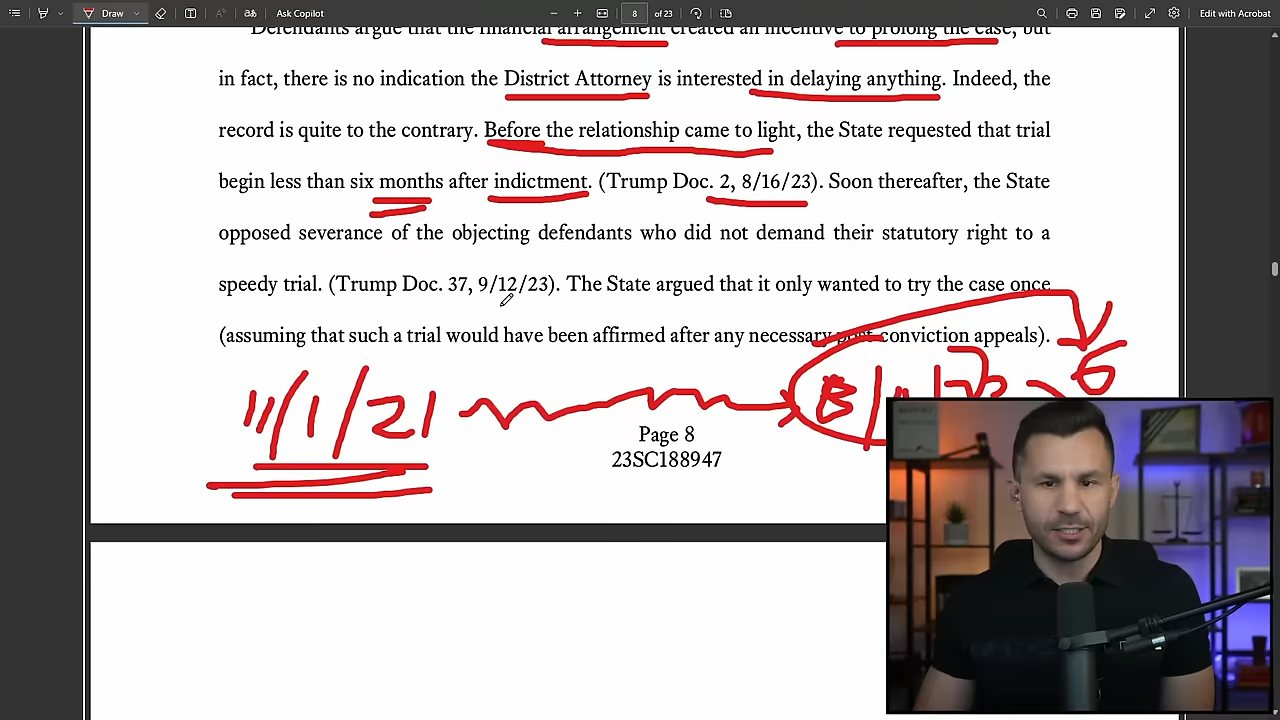 Draw
Ask Copilot
8 of 23
Edit with Acrobat
Defendants argue that the financial arrangement created an incentive to prolong the case, but
in fact, there is no indication the District Attorney is interested in delaying anything. Indeed, the
record is quite to the contrary. Before the relationship came to light, the State requested that trial
begin less than six months after indictment. (Trump Doc. 2, 8/16/23). Soon thereafter, the State
opposed severance of the objecting defendants who did not demand their statutory right to a
speedy trial. (Trump Doc. 37, 9/12/23). The State argued that it only wanted to try the case once
(assuming that such a trial would have been affirmed after any necessary post-conviction appeals).
11/1/21
6
Page 8
23SC188947